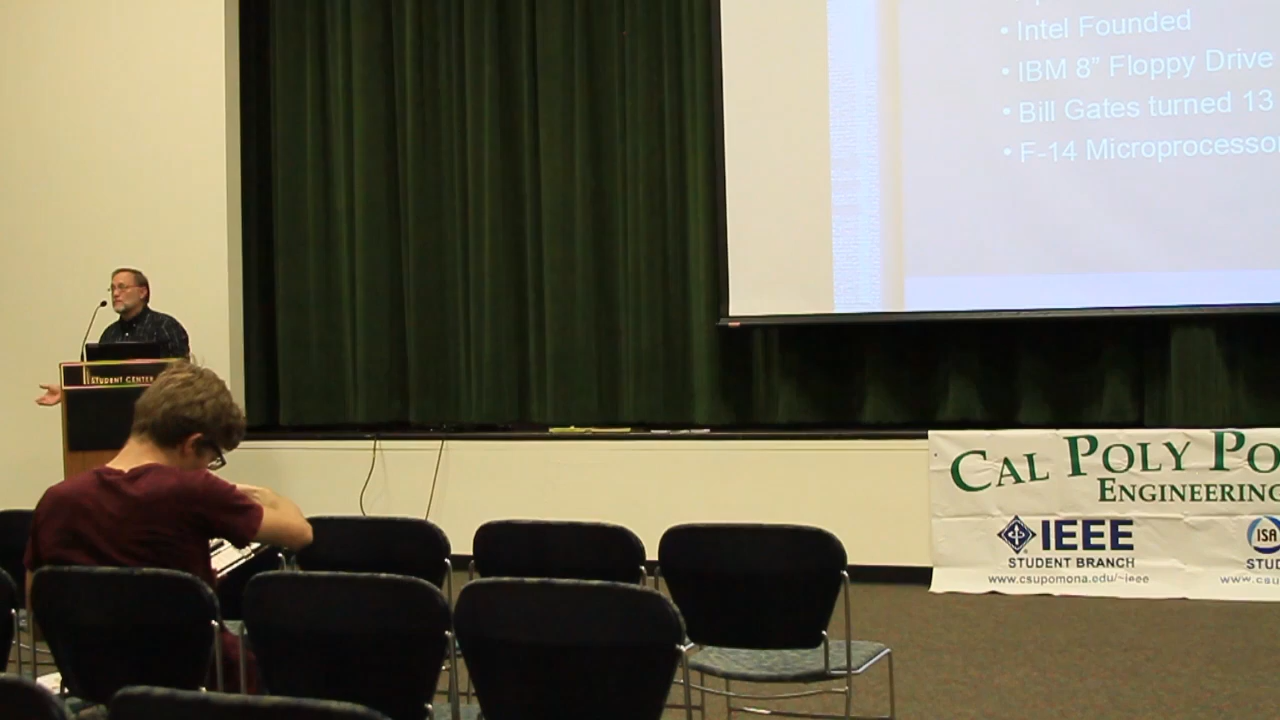 • Intel Founded
• IBM 8” Floppy Drive
• Bill Gates turned 13
• F-14 Microprocessor
STUDENT CENTER
CAL POLY PO
ENGINEERING
IEEE
STUDENT BRANCH
www.csupomona.edu/~ieee
ISA
STUD
www.csu